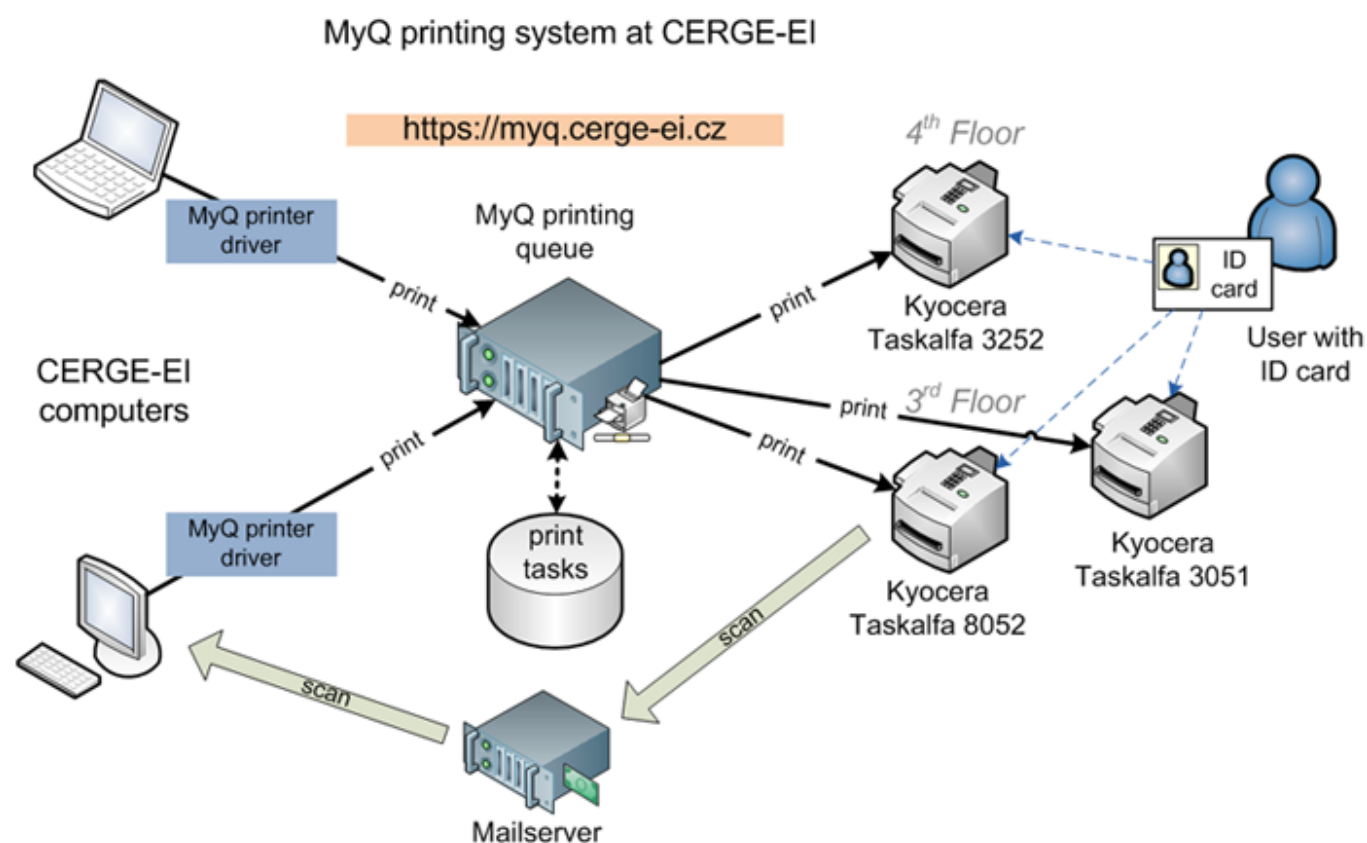 MyQ printing system at CERGE-EI
https://myq.cerge-ei.cz
4th Floor
MyQ printer
driver
MyQ printing
queue
print
print
ID
card
Kyocera
Taskalfa 3252
User with
ID card
CERGE-EI
computers
print
3rd Floor
print
print
MyQ printer
driver
print
tasks
Kyocera
Taskalfa 3051
Kyocera
Taskalfa 8052
scan
scan
Mailserver